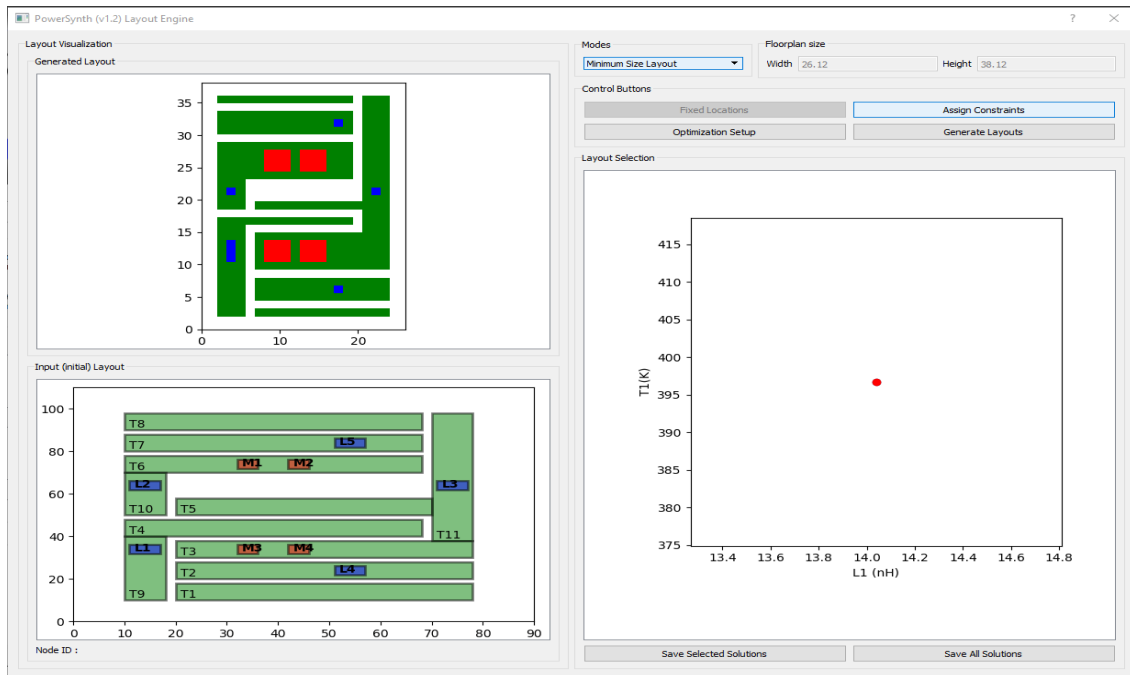 PowerSynth (v1.2) Layout Engine
?
Layout Visualization
Generated Layout
35
30
25
20
15
10
5
0
0 10 20
Input (initial) Layout
100
80
60
40
20
0
T8
T7 L5
T6 M1 M2
L2 L3
T10 T5
T4 T11
L1 T3 M3 M4
T2 L4
T9 T1
0 10 20 30 40 50 60 70 80 90
Node ID :
Modes
Minimum Size Layout
Floorplan size
Width 26.12 Height 38.12
Control Buttons
Fixed Locations Assign Constraints
Optimization Setup Generate Layouts
Layout Selection
T1(K)
415
410
405
400
395
390
385
380
375
13.4 13.6 13.8 14.0 14.2 14.4 14.6 14.8
L1 (nH)
Save Selected Solutions Save All Solutions